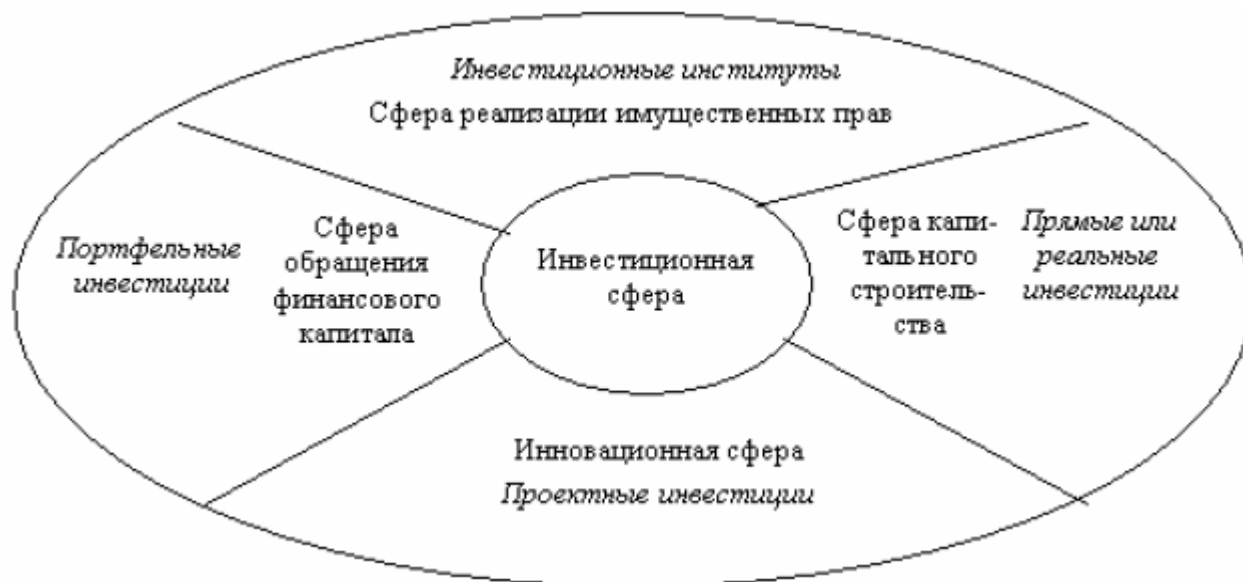 Инвестиционные институты
Сфера реализации имущественных прав
Портфельные
инвестиции
Сфера
обращения
финансового
капитала
Инвестиционная
сфера
Сфера капи-
тального
строитель-
ства
Прямые или
реальные
инвестиции
Инновационная сфера
Проектные инвестиции